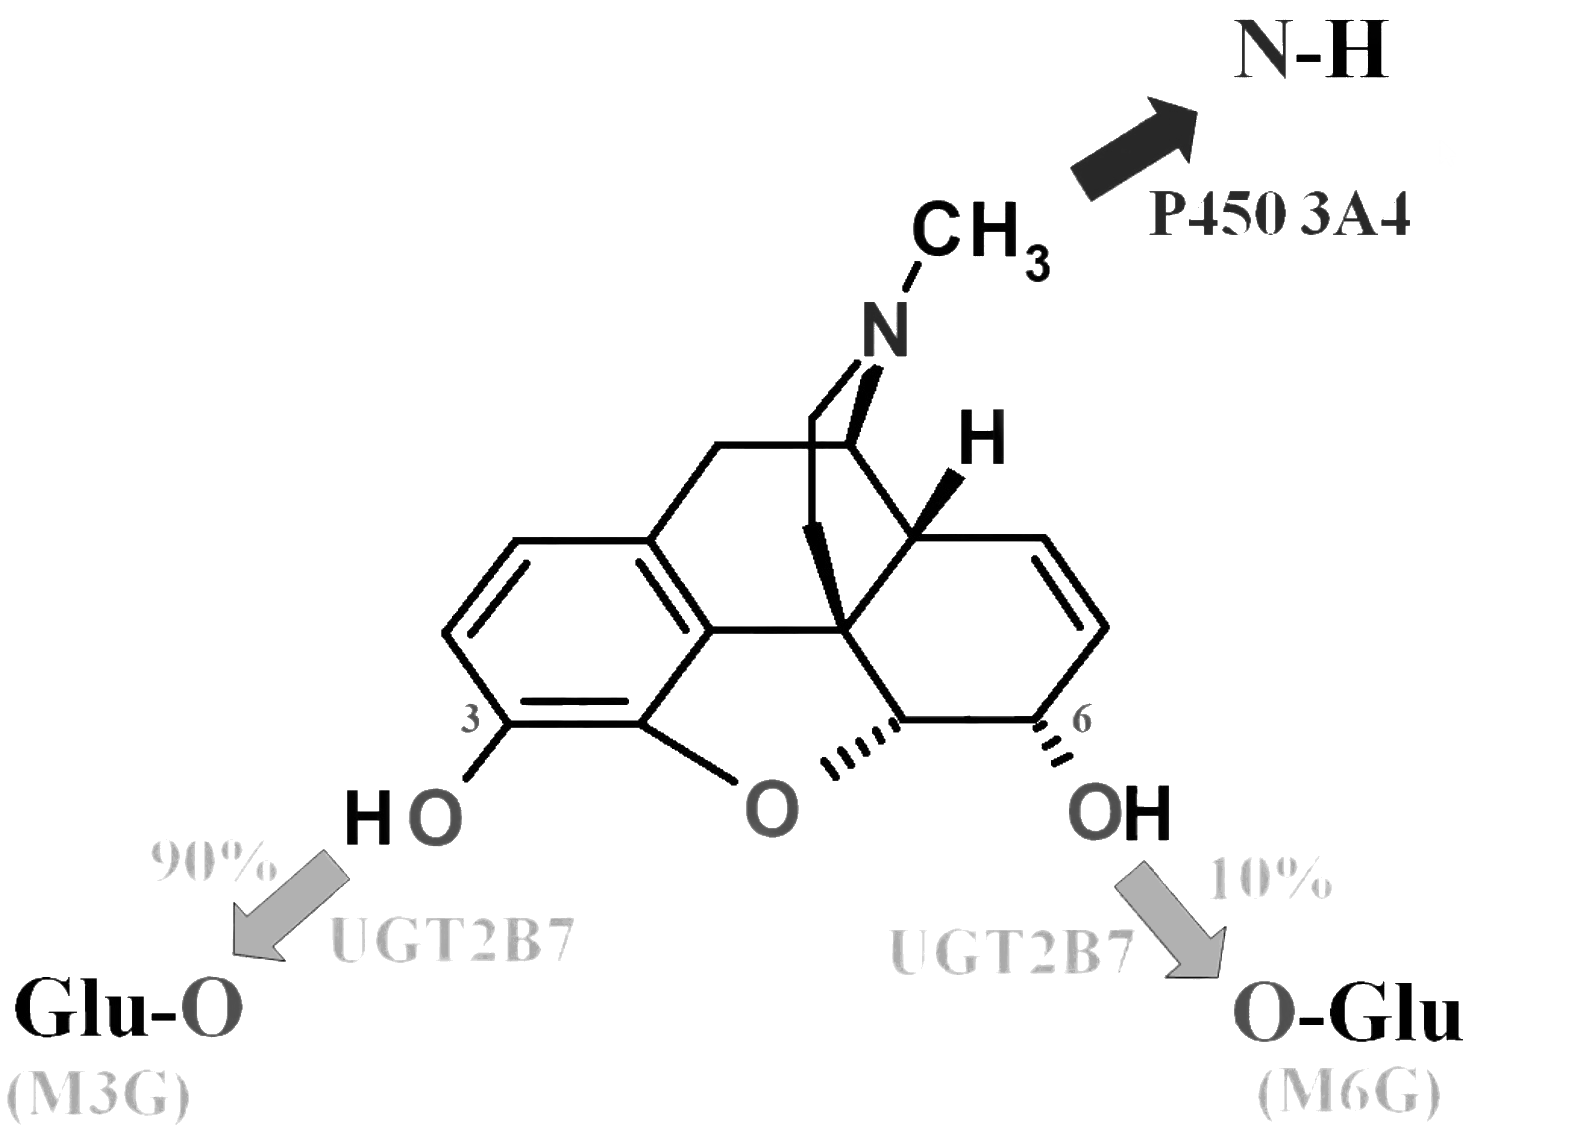 N-H
P450 3A4
CH3
N
H
3
6
HO
O
OH
90%
10%
UGT2B7
UGT2B7
Glu-O
O-Glu
(M3G)
(M6G)